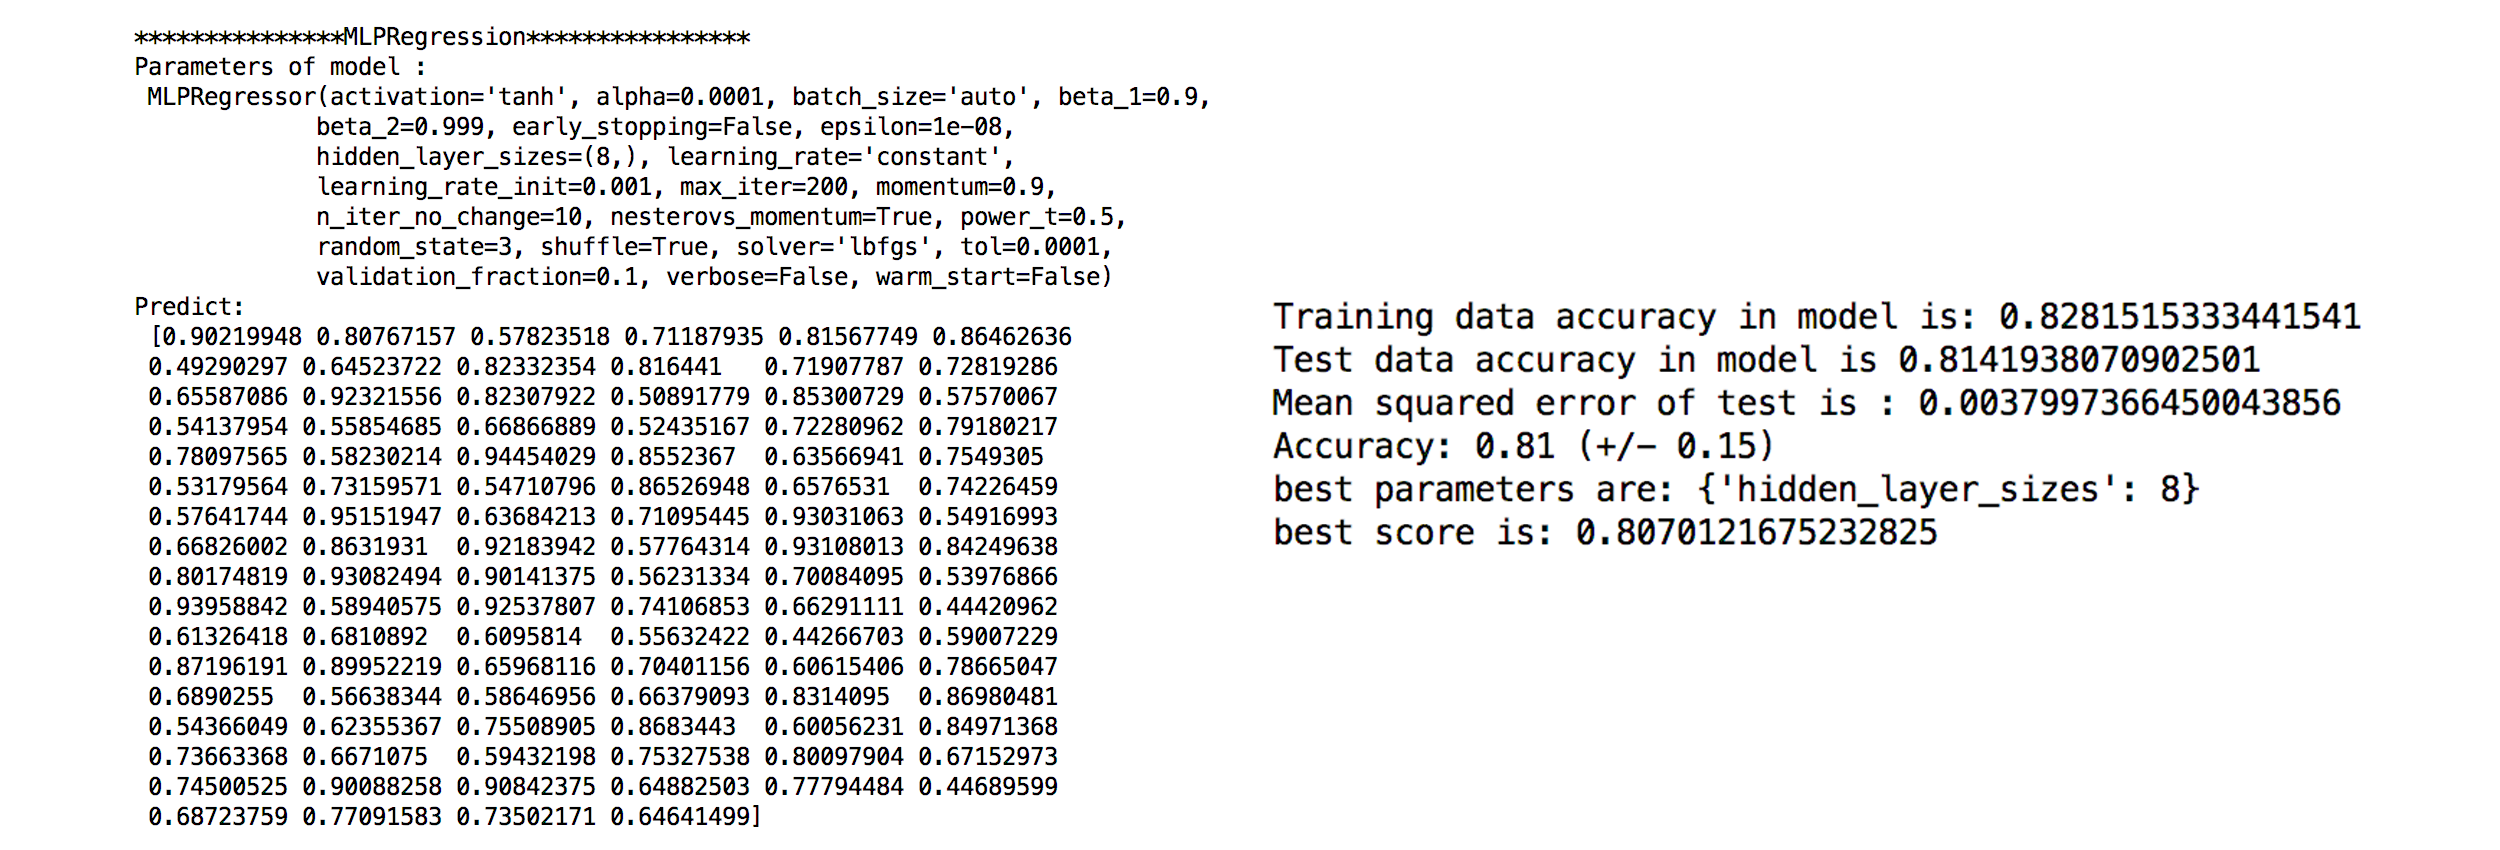 ***************MLPRegression****************
Parameters of model :
 MLPRegressor(activation='tanh', alpha=0.0001, batch_size='auto', beta_1=0.9,
             beta_2=0.999, early_stopping=False, epsilon=1e-08,
             hidden_layer_sizes=(8,), learning_rate='constant',
             learning_rate_init=0.001, max_iter=200, momentum=0.9,
             n_iter_no_change=10, nesterovs_momentum=True, power_t=0.5,
             random_state=3, shuffle=True, solver='lbfgs', tol=0.0001,
             validation_fraction=0.1, verbose=False, warm_start=False)
Predict:
 [0.90219948 0.80767157 0.57823518 0.71187935 0.81567749 0.86462636
 0.49290297 0.64523722 0.82332354 0.816441   0.71907787 0.72819286
 0.65587086 0.92321556 0.82307922 0.50891779 0.85300729 0.57570067
 0.54137954 0.55854685 0.66866889 0.52435167 0.72280962 0.79180217
 0.78097565 0.58230214 0.94454029 0.8552367  0.63566941 0.7549305
 0.53179564 0.73159571 0.54710796 0.86526948 0.6576531  0.74226459
 0.57641744 0.95151947 0.63684213 0.71095445 0.93031063 0.54916993
 0.66826002 0.8631931  0.92183942 0.57764314 0.93108013 0.84249638
 0.80174819 0.93082494 0.90141375 0.56231334 0.70084095 0.53976866
 0.93958842 0.58940575 0.92537807 0.74106853 0.66291111 0.44420962
 0.61326418 0.6810892  0.6095814  0.55632422 0.44266703 0.59007229
 0.87196191 0.89952219 0.65968116 0.70401156 0.60615406 0.78665047
 0.6890255  0.56638344 0.58646956 0.66379093 0.8314095  0.86980481
 0.54366049 0.62355367 0.75508905 0.8683443  0.60056231 0.84971368
 0.73663368 0.6671075  0.59432198 0.75327538 0.80097904 0.67152973
 0.74500525 0.90088258 0.90842375 0.64882503 0.77794484 0.44689599
 0.68723759 0.77091583 0.73502171 0.64641499]
Training data accuracy in model is: 0.8281515333441541
Test data accuracy in model is 0.8141938070902501
Mean squared error of test is : 0.0037997366450043856
Accuracy: 0.81 (+/- 0.15)
best parameters are: {'hidden_layer_sizes': 8}
best score is: 0.8070121675232825